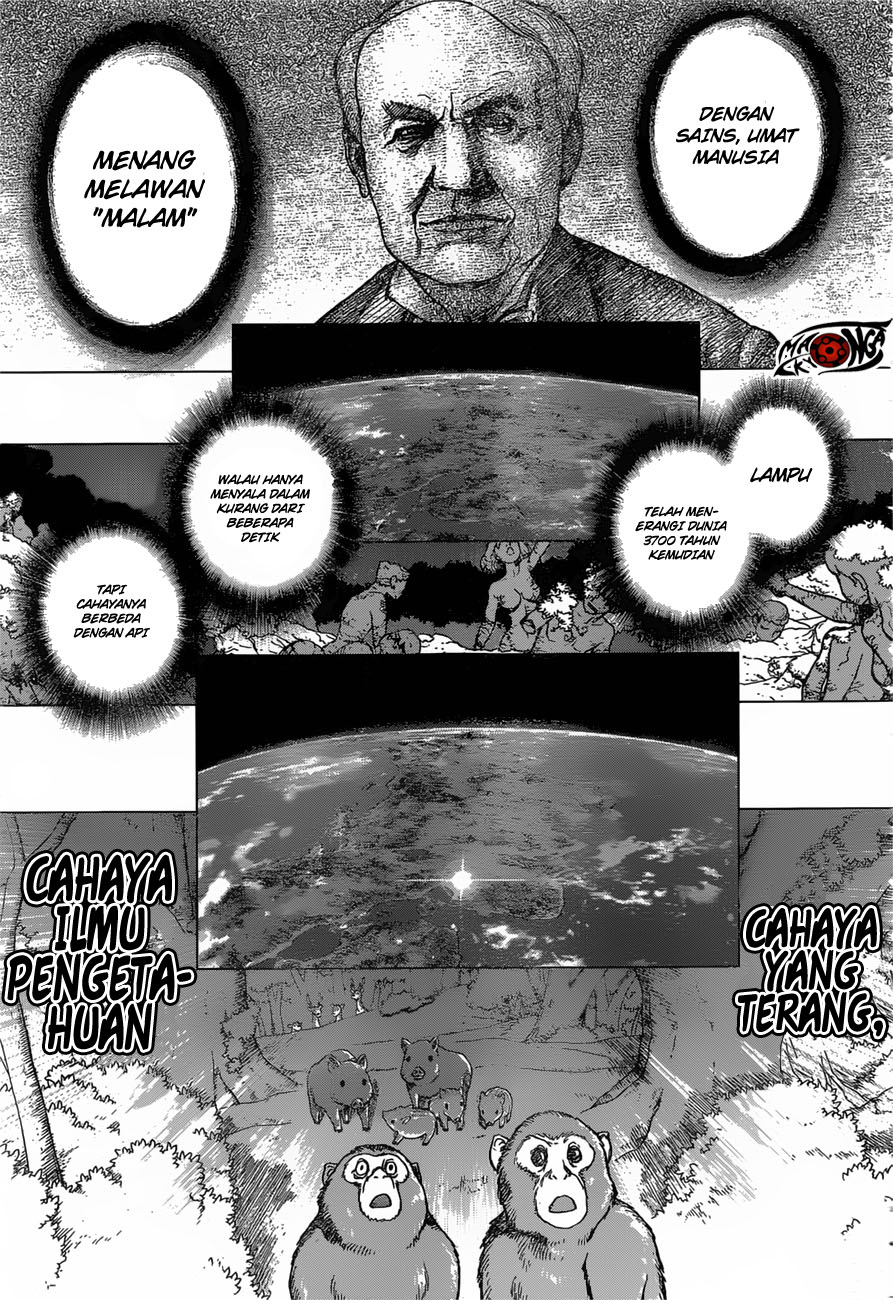 DENGAN
SAINS, UMAT
MANUSIA
MENANG
MELAWAN
"MALAM"
MANGAKYO
LAMPU
TELAH MEN-
ERANGI DUNIA
3700 TAHUN
KEMUDIAN
WALAU HANYA
MENYALA DALAM
KURANG DARI
BEBERAPA
DETIK
TAPI
CAHAYANYA
BERBEDA
DENGAN API
CAHAYA
YANG
TERANG,
CAHAYA
ILMU
PENGETA-
HUAN